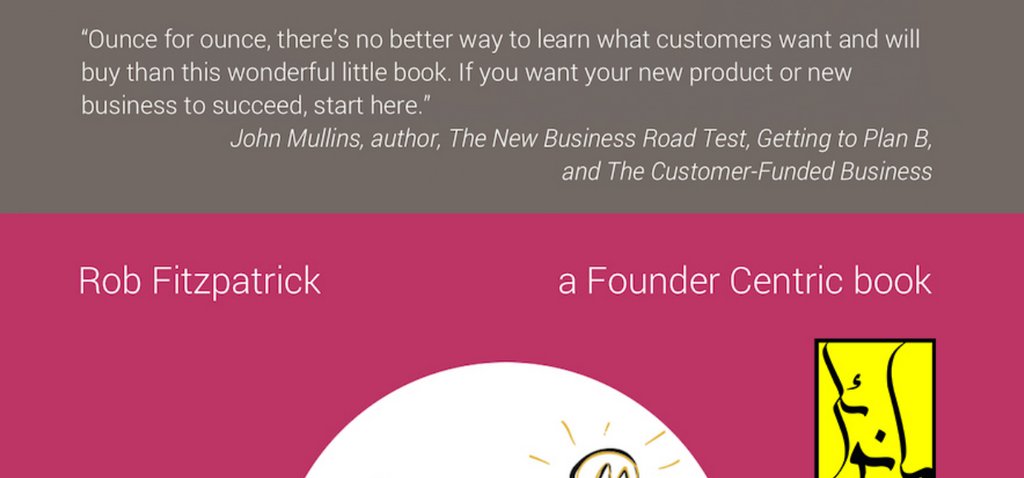 “Ounce for ounce, there’s no better way to learn what customers want and will
buy than this wonderful little book. If you want your new product or new
business to succeed, start here.”
John Mullins, author, The New Business Road Test, Getting to Plan B,
and The Customer-Funded Business
Rob Fitzpatrick
a Founder Centric book